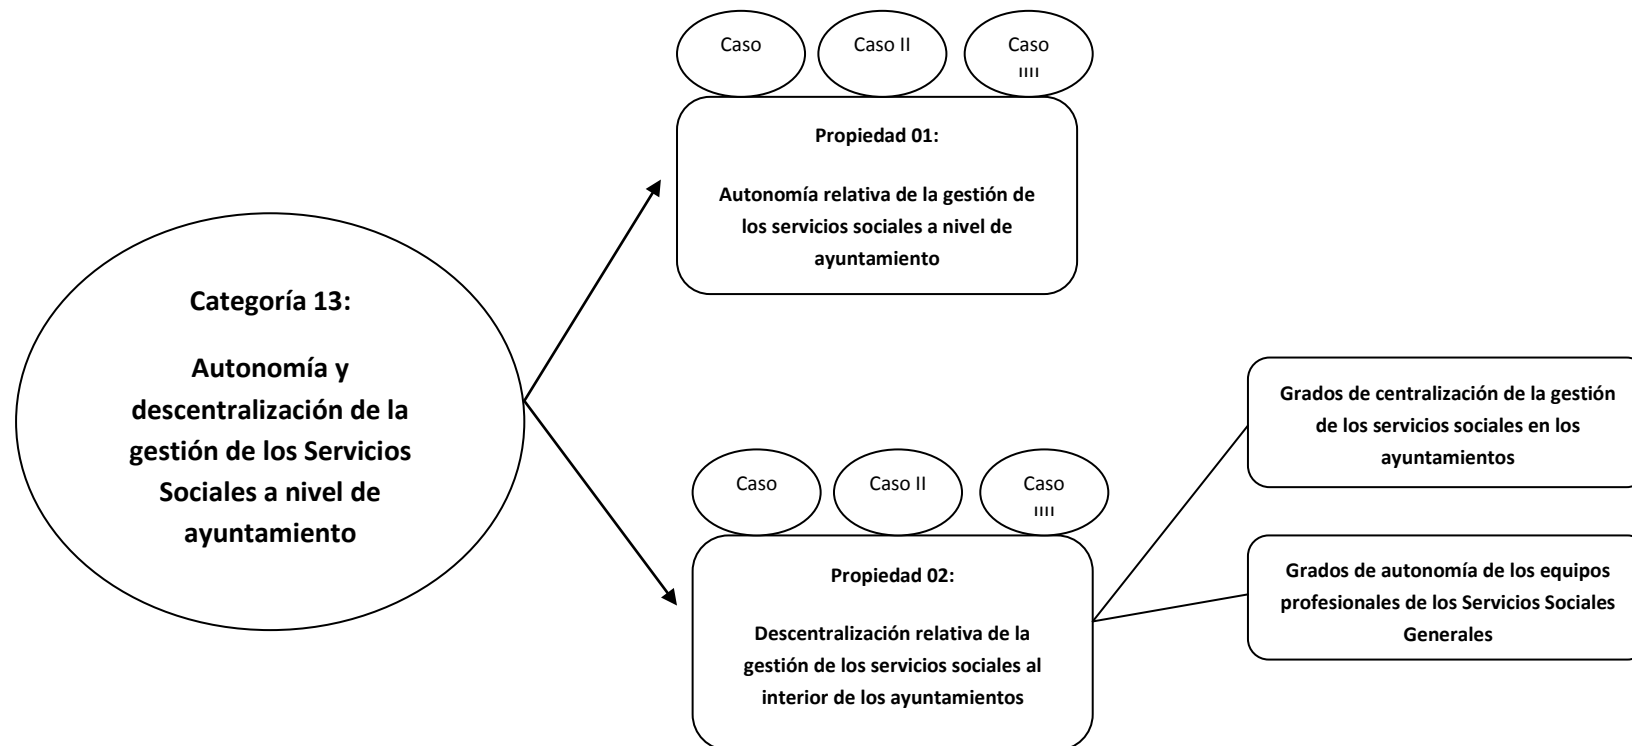 Caso
Caso II
Caso
IIII
Propiedad 01:
Autonomía relativa de la gestión de
los servicios sociales a nivel de
ayuntamiento
Categoría 13:
Autonomía y
descentralización de la
gestión de los Servicios
Sociales a nivel de
ayuntamiento
Caso
Caso II
Caso
IIII
Propiedad 02:
Descentralización relativa de la
gestión de los servicios sociales al
interior de los ayuntamientos
Grados de centralización de la gestión
de los servicios sociales en los
ayuntamientos
Grados de autonomía de los equipos
profesionales de los Servicios Sociales
Generales